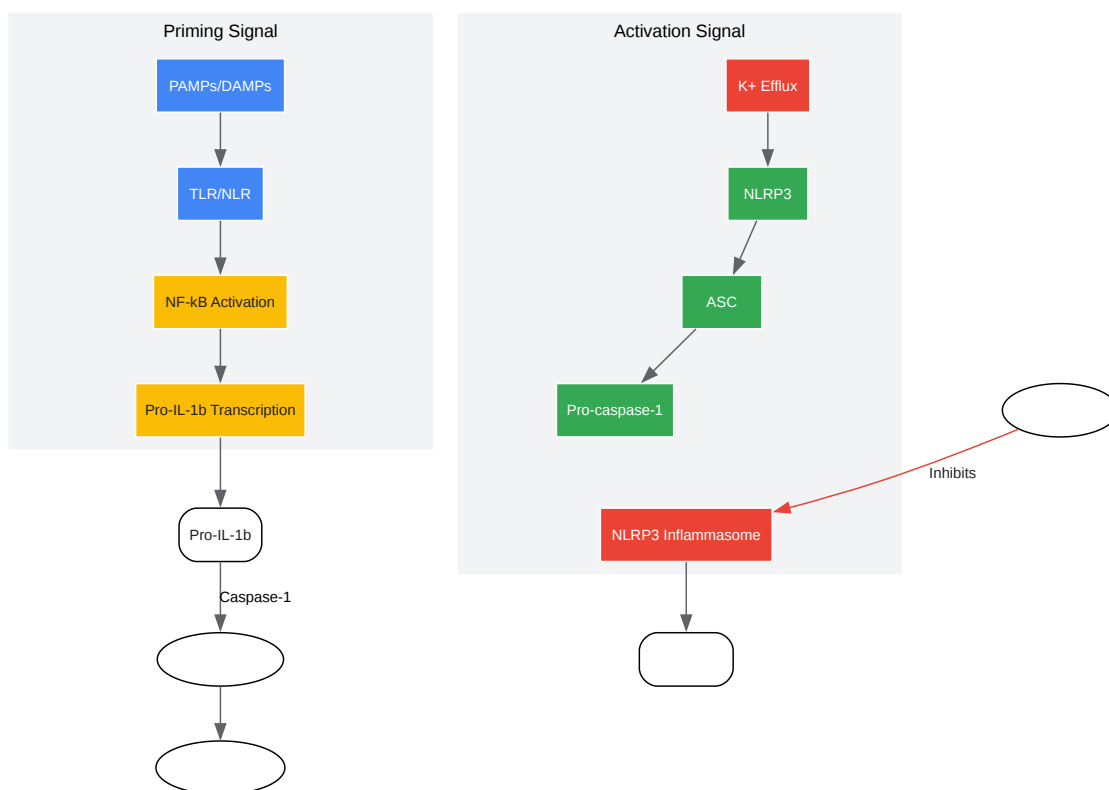 Priming Signal
PAMPs/DAMPs
TLR/NLR
NF-kB Activation
Pro-IL-1b Transcription
Pro-IL-1b
Caspase-1
Activation Signal
K+ Efflux
NLRP3
ASC
Pro-caspase-1
NLRP3 Inflammasome
Inhibits